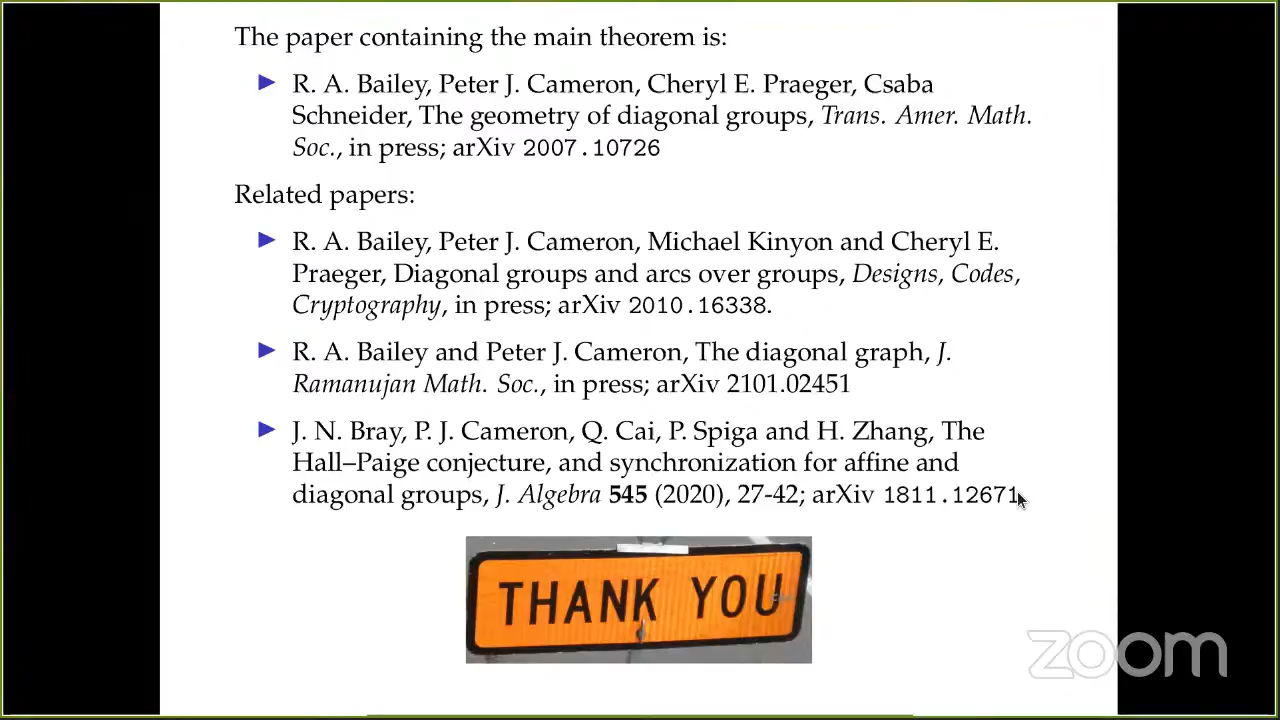 The paper containing the main theorem is:
▶ R. A. Bailey, Peter J. Cameron, Cheryl E. Praeger, Csaba
Schneider, The geometry of diagonal groups, Trans. Amer. Math.
Soc., in press; arXiv 2007.10726
Related papers:
▶ R. A. Bailey, Peter J. Cameron, Michael Kinyon and Cheryl E.
Praeger, Diagonal groups and arcs over groups, Designs, Codes,
Cryptography, in press; arXiv 2010.16338.
▶ R. A. Bailey and Peter J. Cameron, The diagonal graph, J.
Ramanujan Math. Soc., in press; arXiv 2101.02451
▶ J. N. Bray, P. J. Cameron, Q. Cai, P. Spiga and H. Zhang, The
Hall–Paige conjecture, and synchronization for affine and
diagonal groups, J. Algebra 545 (2020), 27-42; arXiv 1811.12671.
THANK YOU
zoom